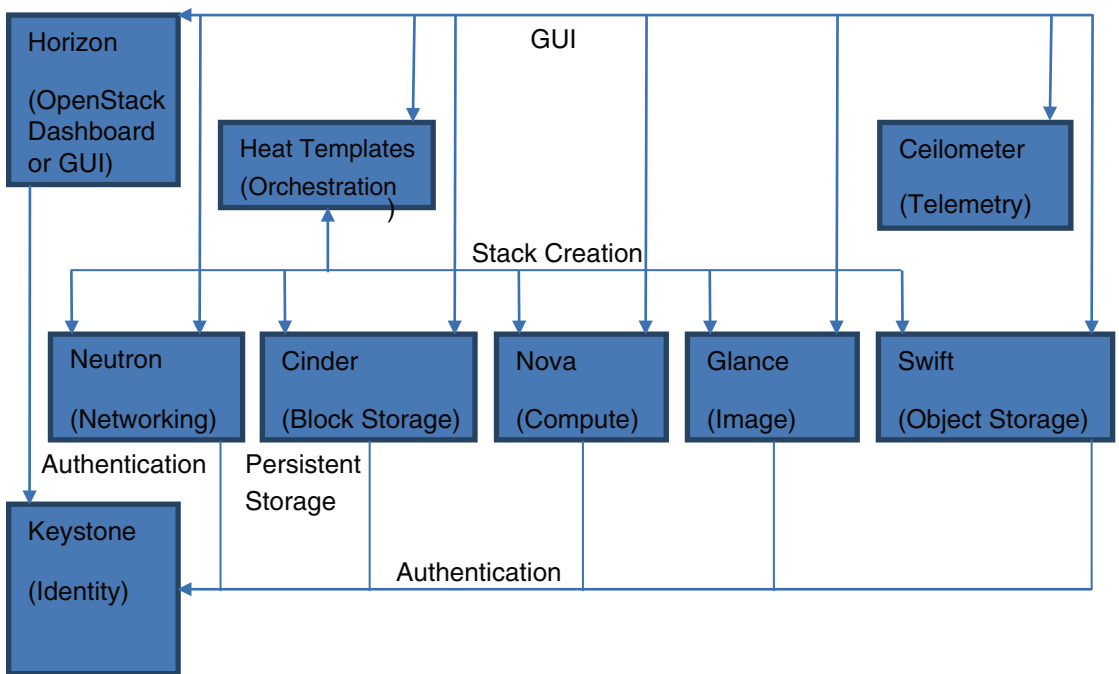 Horizon
(OpenStack
Dashboard
or GUI)
GUI
Heat Templates
(Orchestration
)
Ceilometer
(Telemetry)
Stack Creation
Neutron
(Networking)
Cinder
(Block Storage)
Nova
(Compute)
Glance
(Image)
Swift
(Object Storage)
Authentication
Persistent
Storage
Keystone
(Identity)
Authentication